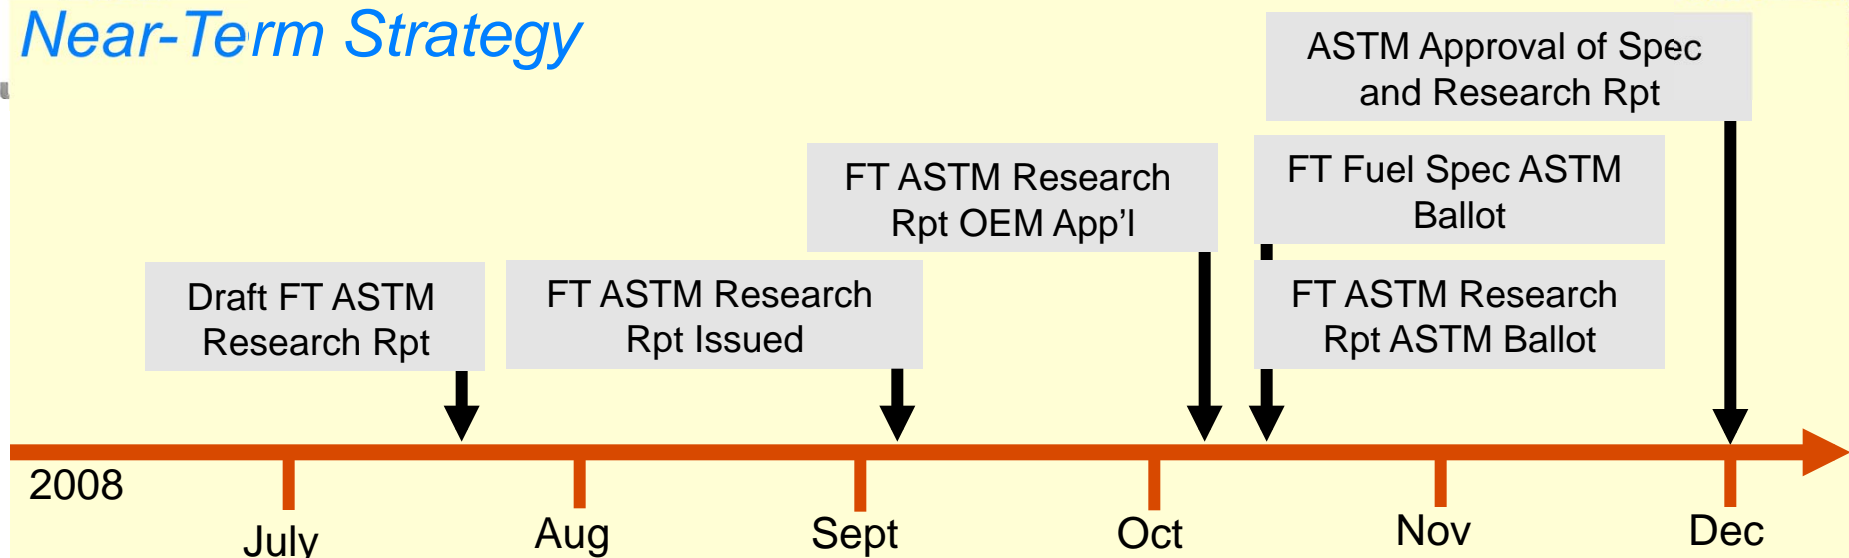 Near-Term Strategy
ASTM Approval of Spec
and Research Rpt
FT ASTM Research
Rpt OEM App’l
FT Fuel Spec ASTM
Ballot
Draft FT ASTM
Research Rpt
FT ASTM Research
Rpt Issued
FT ASTM Research
Rpt ASTM Ballot
2008
July
Aug
Sept
Oct
Nov
Dec